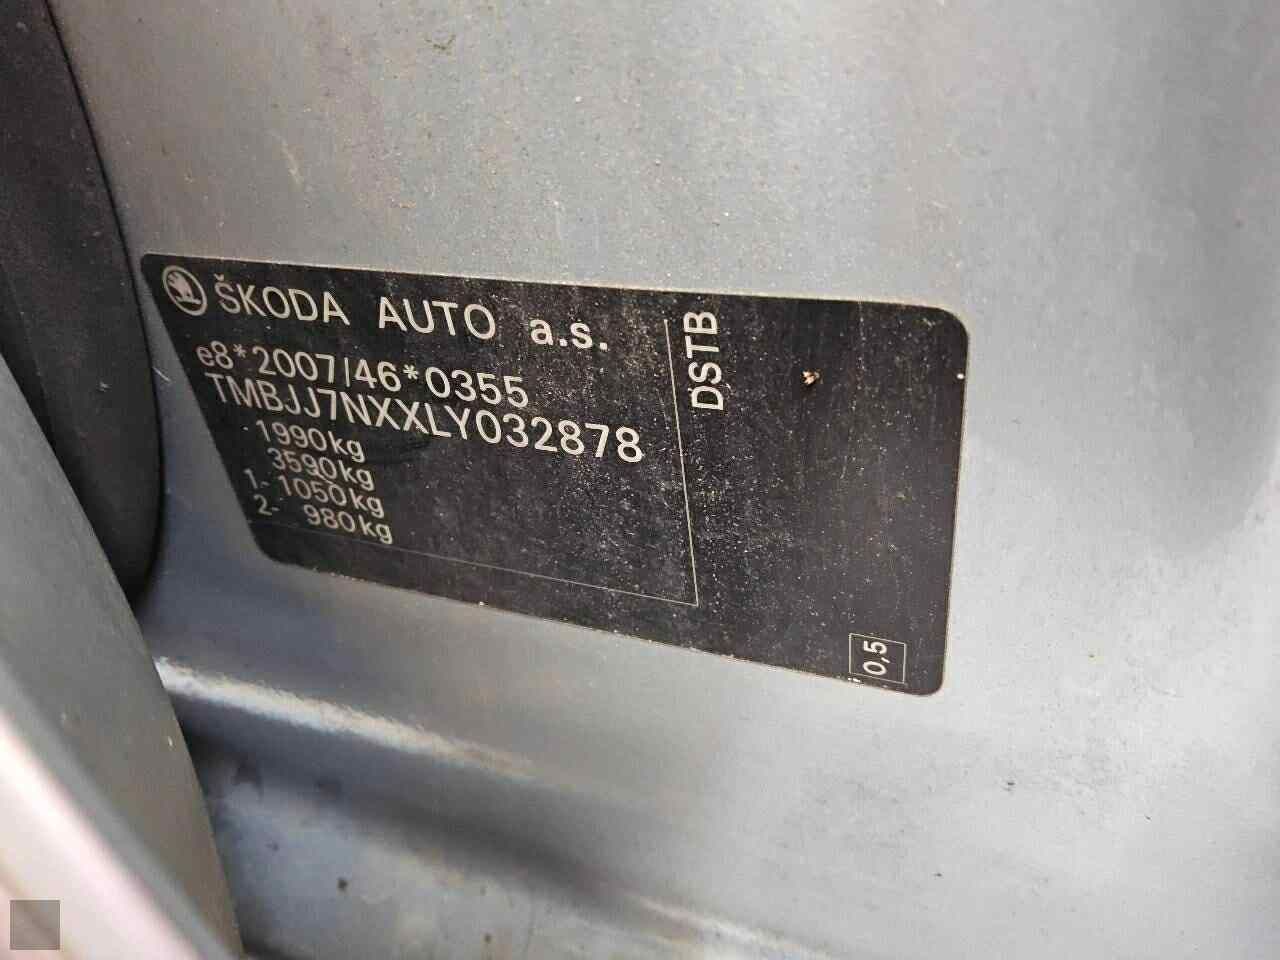 ŠKODA AUTO a.s.
e8*2007/46*0355
TMBJJ7NXXLY032878
1990kg
3590kg
1.- 1050kg
2.- 980kg
DSTB
0,5